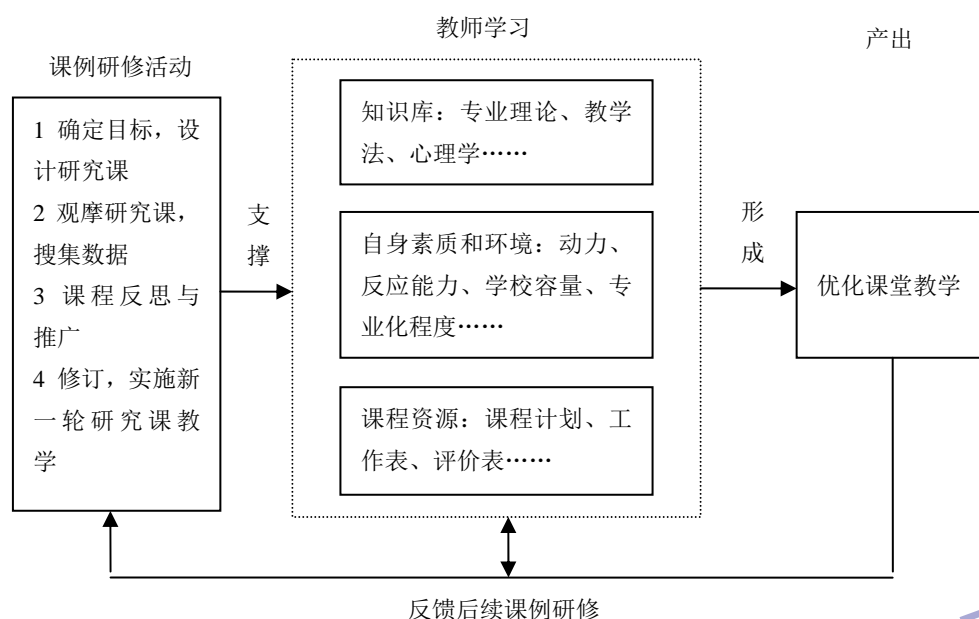 教师学习
产出
课例研修活动
1 确定目标，设
计研究课
2 观摩研究课，
搜集数据
3 课程反思与
推广
4 修订，实施新
一轮研究课教
学
支
撑
知识库：专业理论、教学
法、心理学……
自身素质和环境：动力、
反应能力、学校容量、专
业化程度……
课程资源：课程计划、工
作表、评价表……
形
成
优化课堂教学
反馈后续课例研修